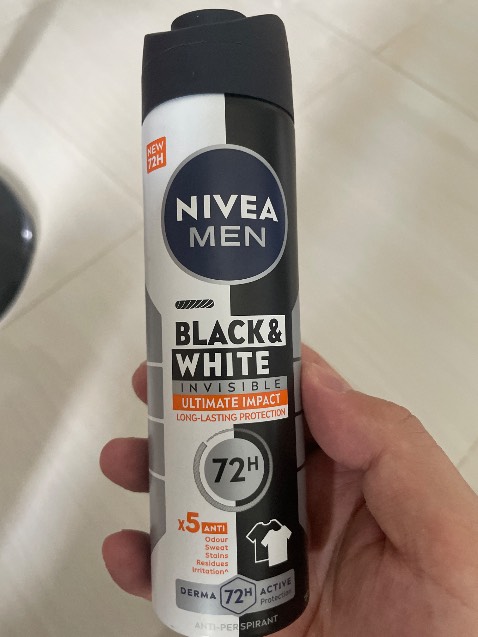 NEW
72H
NIVEA
MEN
BLACK&
WHITE
INVISIBLE
ULTIMATE IMPACT
LONG-LASTING PROTECTION
72H
x5 ANTI
Odour
Sweat
Stains
Residues
Irritation^
DERMA 72H ACTIVE
Protection
ANTI-PERSPIRANT